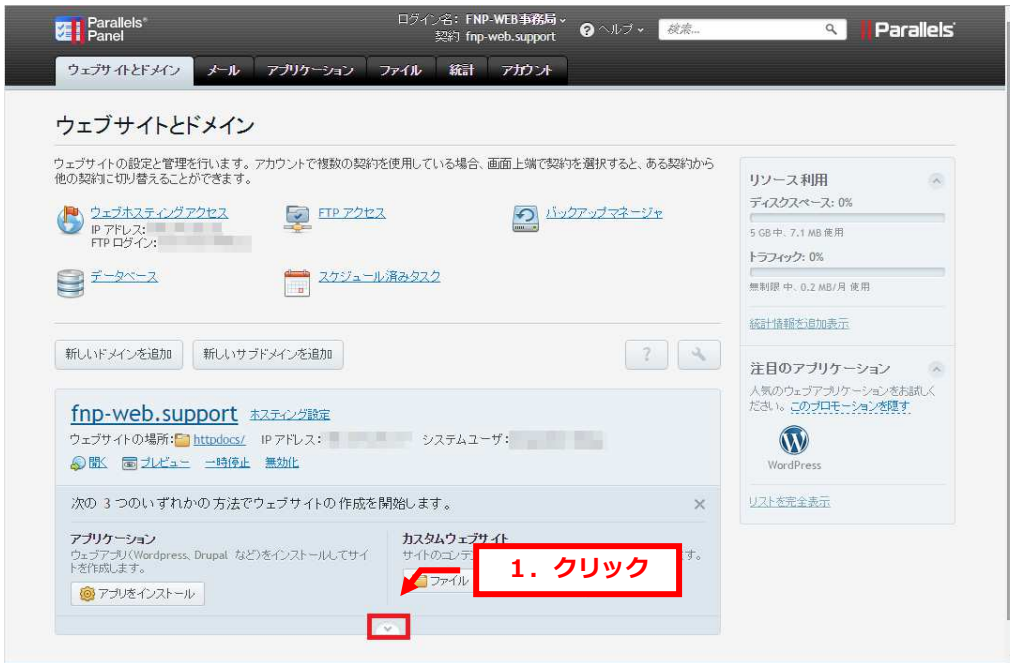 Parallels®
Panel
ログイン名: FNP-WEB事務局
契約 fnp-web.support
ヘルプ
検索...
Parallels®
ウェブサイトとドメイン メール アプリケーション ファイル 統計 アカウント
ウェブサイトとドメイン
ウェブサイトの設定と管理を行います。アカウントで複数の契約を使用している場合、画面上端で契約を選択すると、ある契約から
他の契約に切り替えることができます。
ウェブホスティングアクセス
IP アドレス:
FTP ログイン:
FTP アクセス
バックアップマネージャ
データベース
スケジュール済みタスク
新しいドメインを追加 新しいサブドメインを追加
?
fnp-web.support ホスティング設定
ウェブサイトの場所: httpdocs/ IP アドレス: システムユーザ:
開く プレビュー 一時停止 無効化
次の 3 つのいずれかの方法でウェブサイトの作成を開始します。
アプリケーション
ウェブアプリ(Wordpress、Drupal など)をインストールしてサイ
トを作成します。
アプリをインストール
カスタムウェブサイト
サイトのコンテ
す。
ファイル
1．クリック
リソース利用
ディスクスペース: 0%
5 GB 中、7.1 MB 使用
トラフィック: 0%
無制限 中、0.2 MB/月 使用
統計情報を追加表示
注目のアプリケーション
人気のウェブアプリケーションをお試しく
ださい。このプロモーションを隠す
WordPress
リストを完全表示